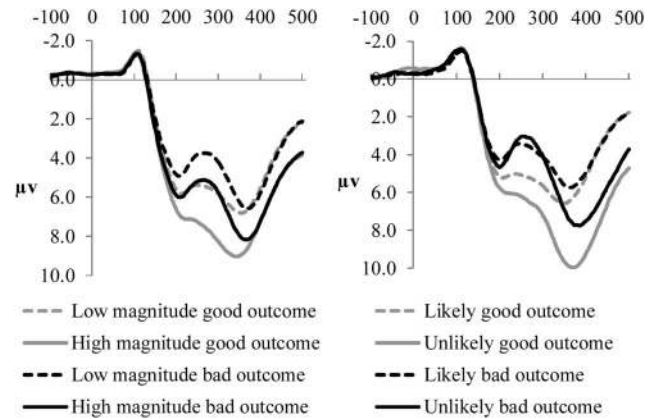 -100 0 100 200 300 400 500
-2.0
0.0
2.0
4.0
μv
6.0
8.0
10.0
Low magnitude good outcome
High magnitude good outcome
Low magnitude bad outcome
High magnitude bad outcome
-100 0 100 200 300 400 500
-2.0
0.0
2.0
4.0
μv
6.0
8.0
10.0
Likely good outcome
Unlikely good outcome
Likely bad outcome
Unlikely bad outcome